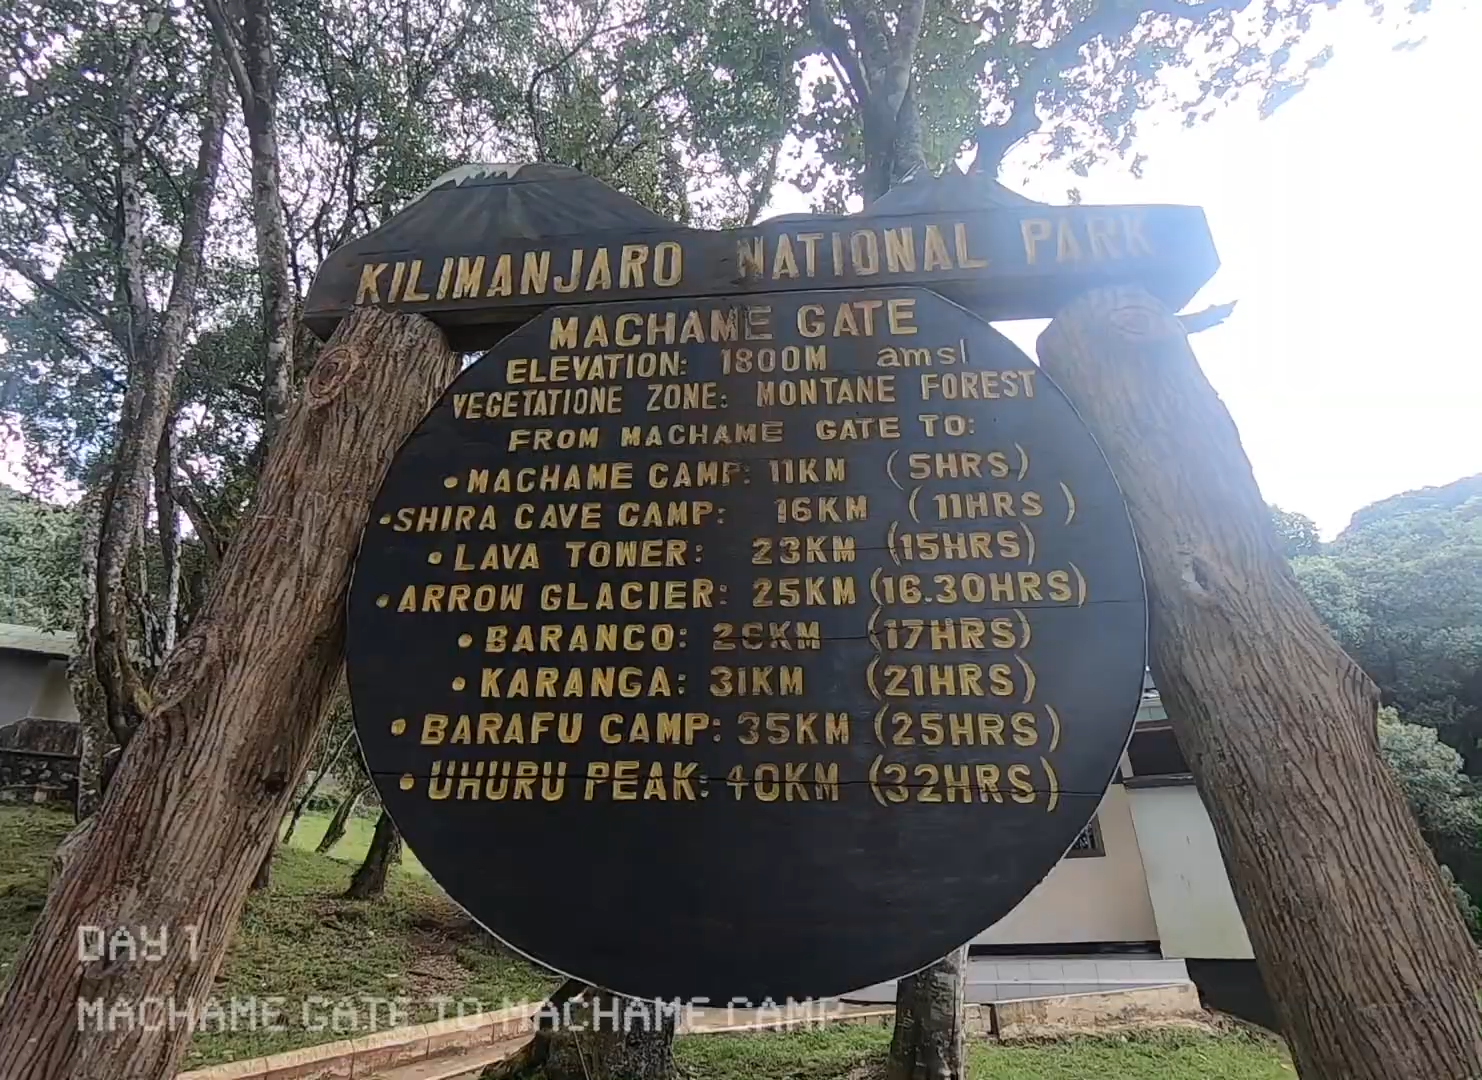 KILIMANJARO NATIONAL PARK
MACHAME GATE
ELEVATION: 1800M amsl
VEGETATIONE ZONE: MONTANE FOREST
FROM MACHAME GATE TO:
• MACHAME CAMP: 11KM (5HRS)
• SHIRA CAVE CAMP: 16KM (11HRS)
• LAVA TOWER: 23KM (15HRS)
• ARROW GLACIER: 25KM (16.30HRS)
• BARANCO: (17HRS)
• KARANGA: 31KM (21HRS)
• BARAFU CAMP: 35KM (25HRS)
• UHURU PEAK: 40KM (32HRS)
DAY 1
MACHAME GATE TO MACHAME CAMP